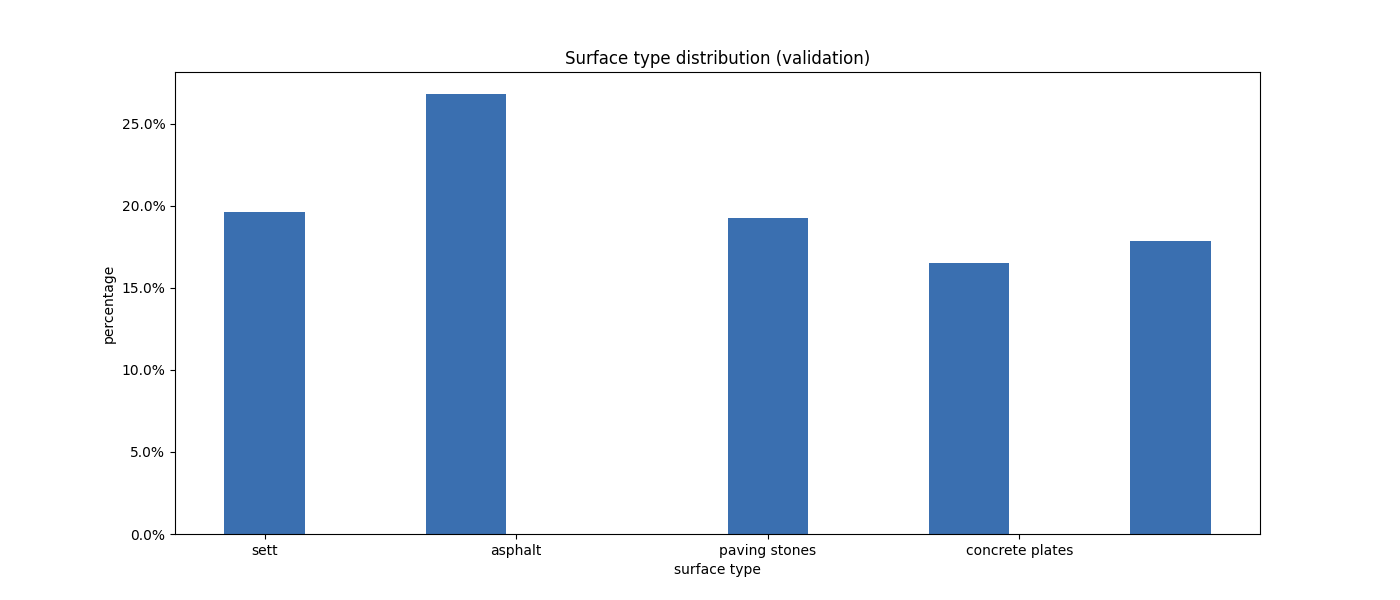 Surface type distribution (validation)
25.0%
20.0%
15.0%
10.0%
5.0%
0.0%
percentage
sett asphalt paving stones concrete plates
surface type